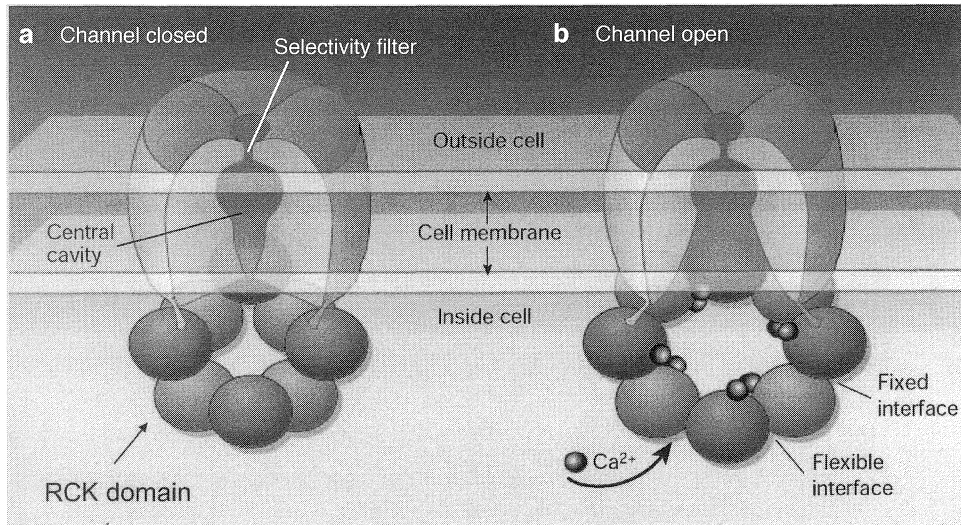 a Channel closed
Selectivity filter
b Channel open
Outside cell
Central
cavity
Cell membrane
Inside cell
Fixed
interface
Ca²⁺
Flexible
interface
RCK domain